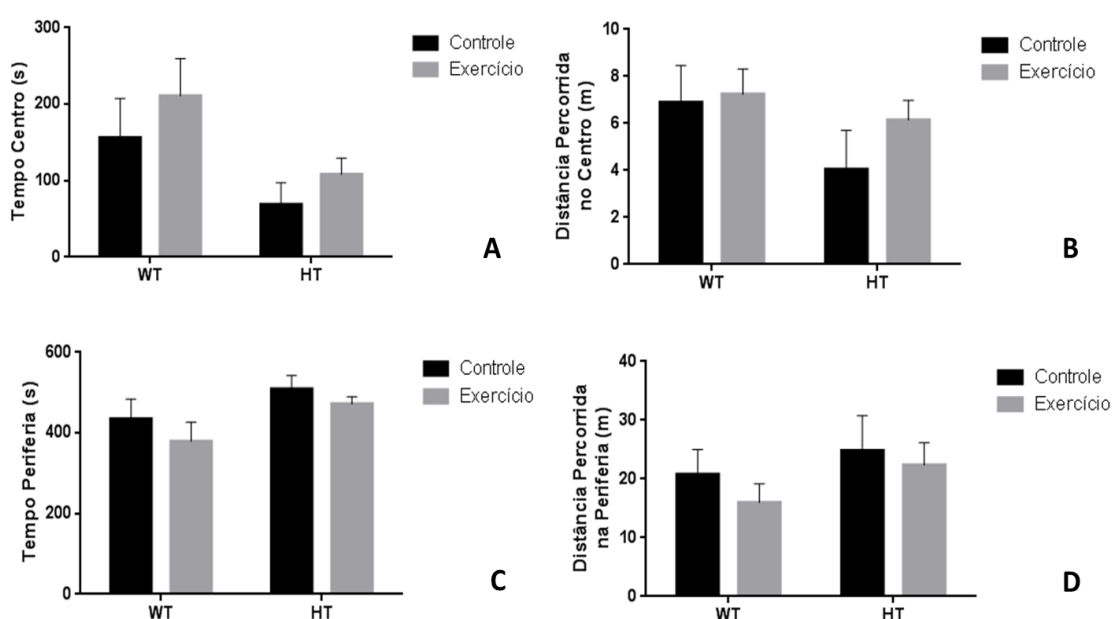 Tempo Centro (s)
300
200
100
0
WT
HT
Controle
Exercício
A
Distância Percorrida
no Centro (m)
10
8
6
4
2
0
WT
HT
Controle
Exercício
B
Tempo Periferia (s)
600
400
200
0
WT
HT
Controle
Exercício
C
Distância Percorrida
na Periferia (m)
40
30
20
10
0
WT
HT
Controle
Exercício
D